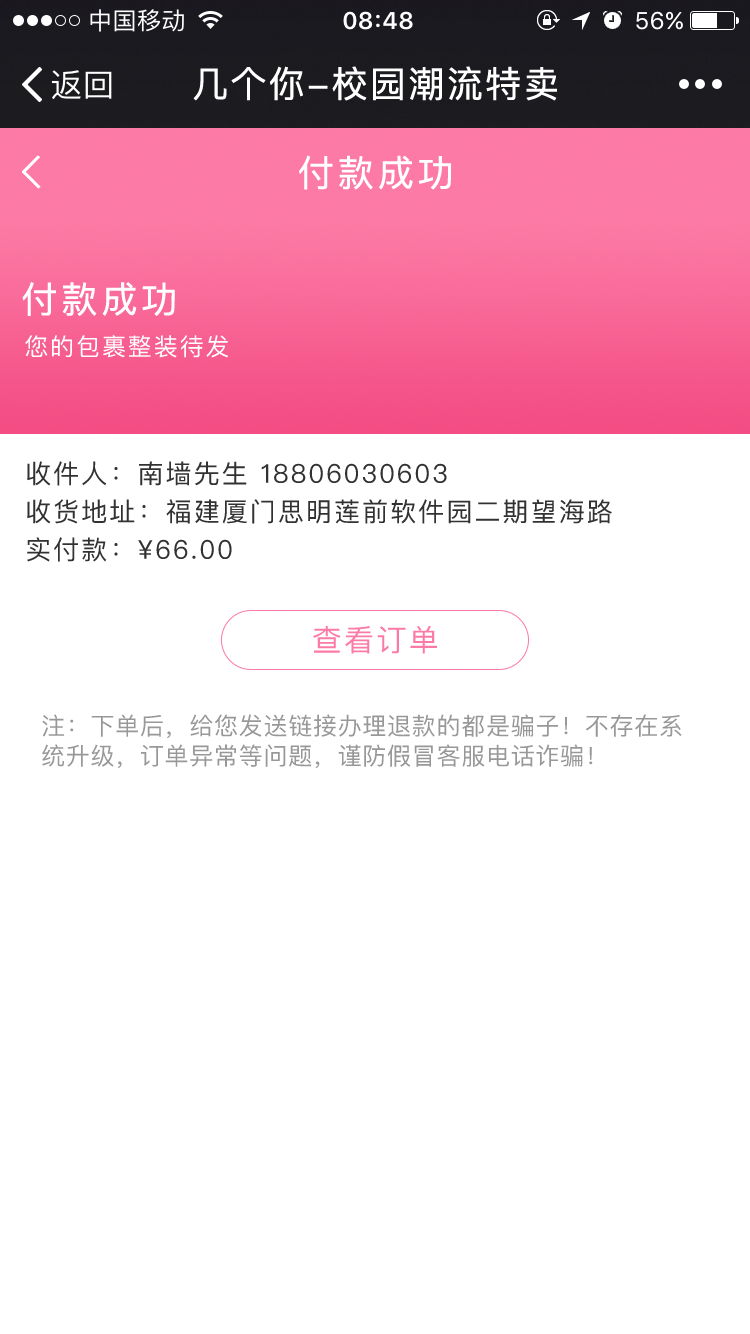 中国移动 08:48 56%
返回 几个你-校园潮流特卖
付款成功
付款成功
您的包裹整装待发
收件人：南墙先生 18806030603
收货地址：福建厦门思明莲前软件园二期望海路
实付款：¥66.00
查看订单
注：下单后，给您发送链接办理退款的都是骗子！不存在系
统升级，订单异常等问题，谨防假冒客服电话诈骗！